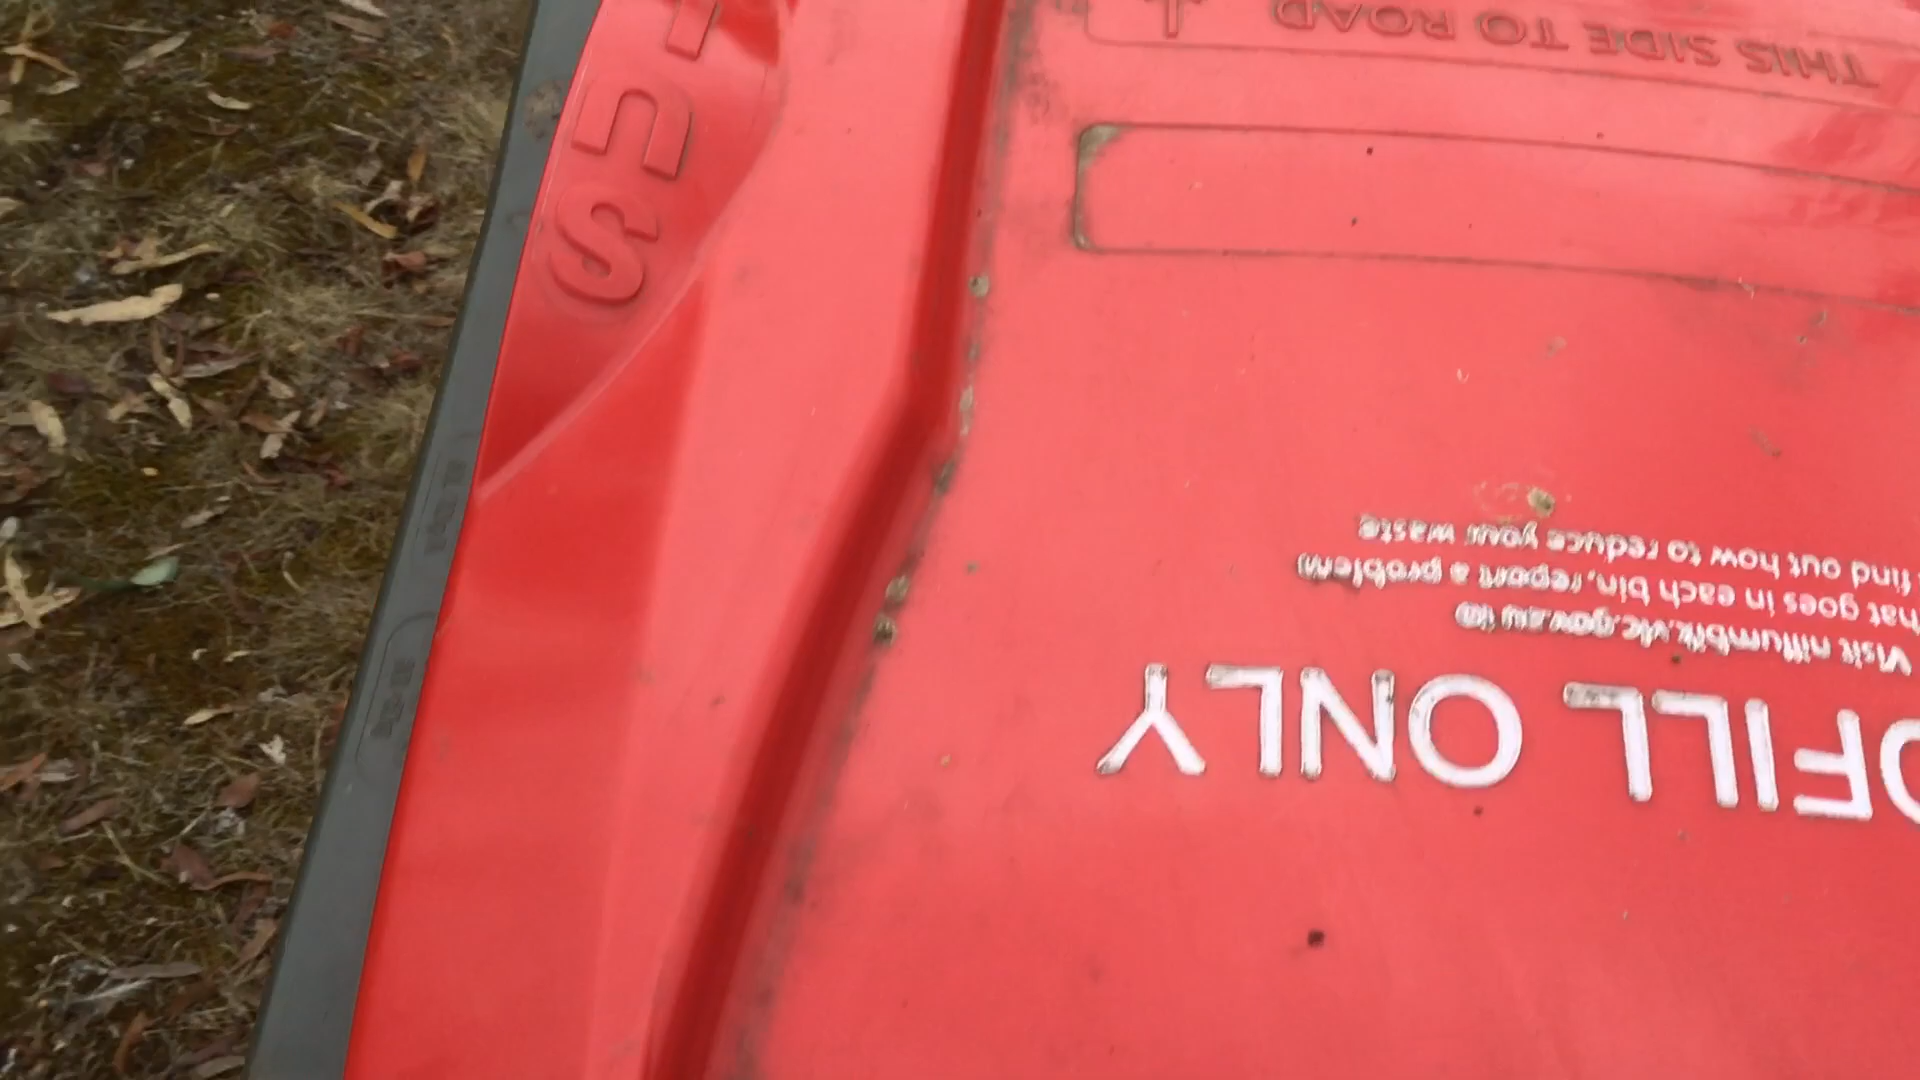 DFILL ONLY
Visit nillumbik.vic.gov.au to
hat goes in each bin, report a problem
find out how to reduce your waste
THIS SIDE TO ROAD
su